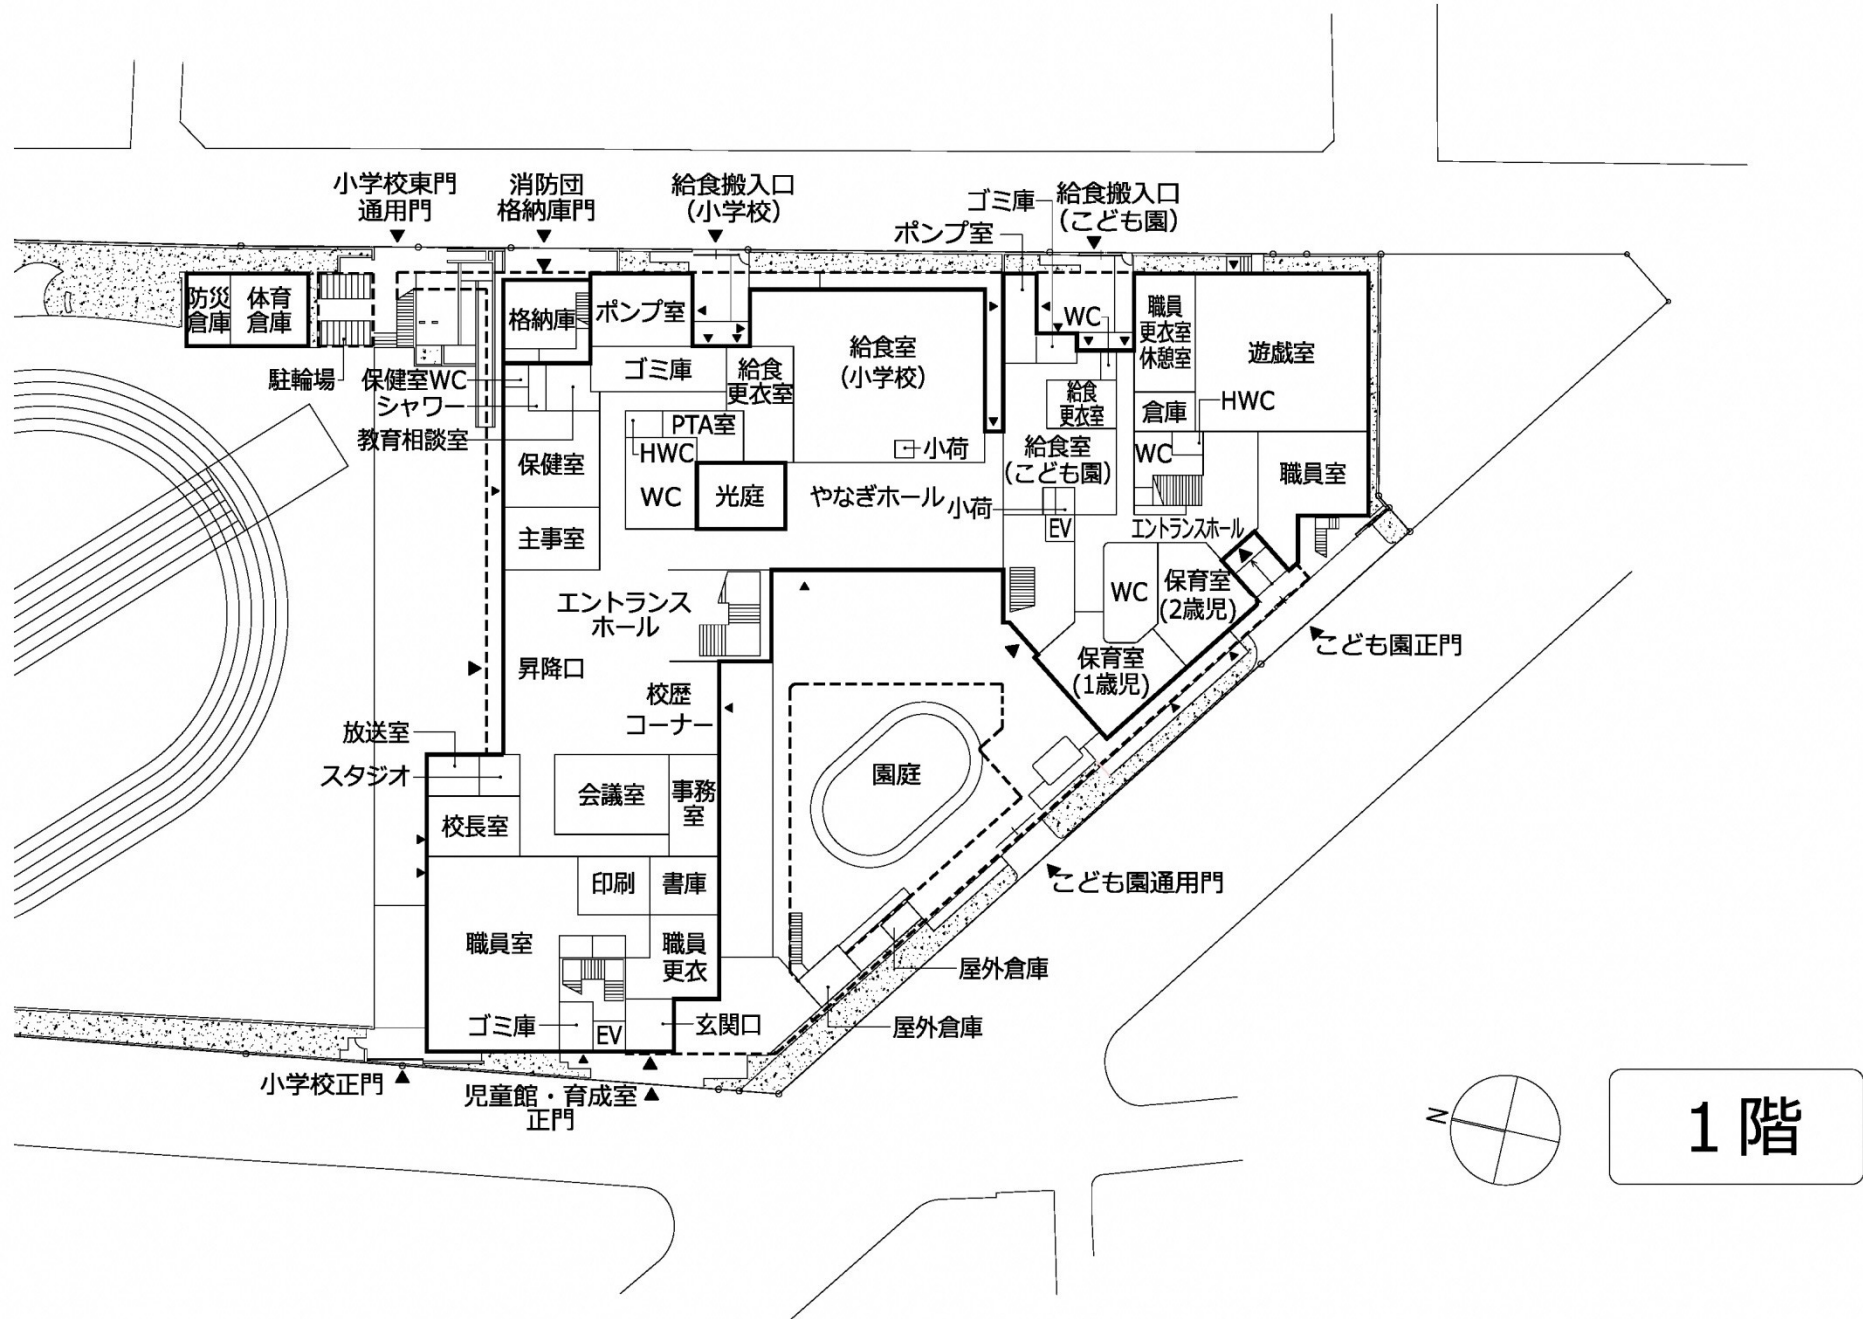 小学校東門
通用門
消防団
格納庫門
給食搬入口
(小学校)
ゴミ庫
給食搬入口
(こども園)
ポンプ室
防災
倉庫
体育
倉庫
格納庫
ポンプ室
WC
職員
更衣室
休憩室
遊戯室
駐輪場
保健室WC
シャワー
教育相談室
ゴミ庫
給食
更衣室
給食室
(小学校)
給食
更衣室
倉庫
HWC
PTA室
HWC
小荷
保健室
WC
光庭
やなぎホール
給食室
(こども園)
小荷
EV
WC
職員室
エントランスホール
主事室
エントランス
ホール
WC
保育室
(2歳児)
こども園正門
昇降口
校歴
コーナー
保育室
(1歳児)
放送室
スタジオ
会議室
事務
室
園庭
校長室
印刷
書庫
こども園通用門
職員室
職員
更衣
屋外倉庫
ゴミ庫
EV
玄関口
屋外倉庫
小学校正門
児童館・育成室
正門
N
1階